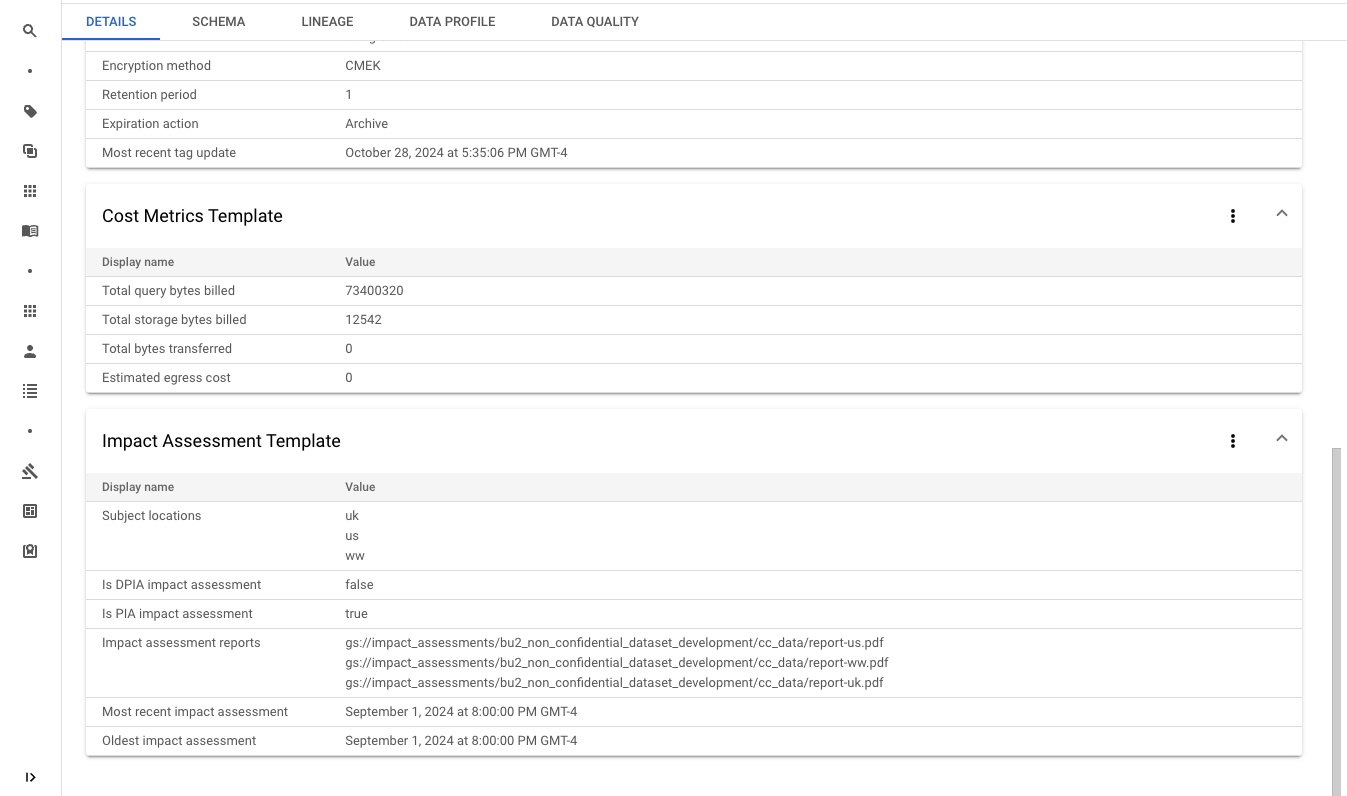 DETAILS SCHEMA LINEAGE DATA PROFILE DATA QUALITY
Encryption method CMEK
Retention period 1
Expiration action Archive
Most recent tag update October 28, 2024 at 5:35:06 PM GMT-4
Cost Metrics Template
Display name Value
Total query bytes billed 73400320
Total storage bytes billed 12542
Total bytes transferred 0
Estimated egress cost 0
Impact Assessment Template
Display name Value
Subject locations uk
us
ww
Is DPIA impact assessment false
Is PIA impact assessment true
Impact assessment reports gs://impact_assessments/bu2_non_confidential_dataset_development/cc_data/report-us.pdf
gs://impact_assessments/bu2_non_confidential_dataset_development/cc_data/report-ww.pdf
gs://impact_assessments/bu2_non_confidential_dataset_development/cc_data/report-uk.pdf
Most recent impact assessment September 1, 2024 at 8:00:00 PM GMT-4
Oldest impact assessment September 1, 2024 at 8:00:00 PM GMT-4